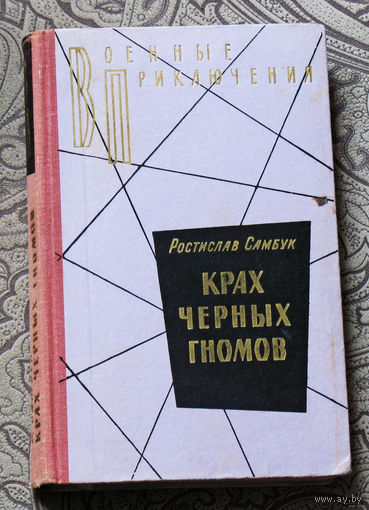 ВОЕННЫЕ
ПРИКЛЮЧЕНИЯ
РОСТИСЛАВ САМБУК
КРАХ
ЧЕРНЫХ
ГНОМОВ
КРАХ ЧЕРНЫХ ГНОМОВ
www.ay.by